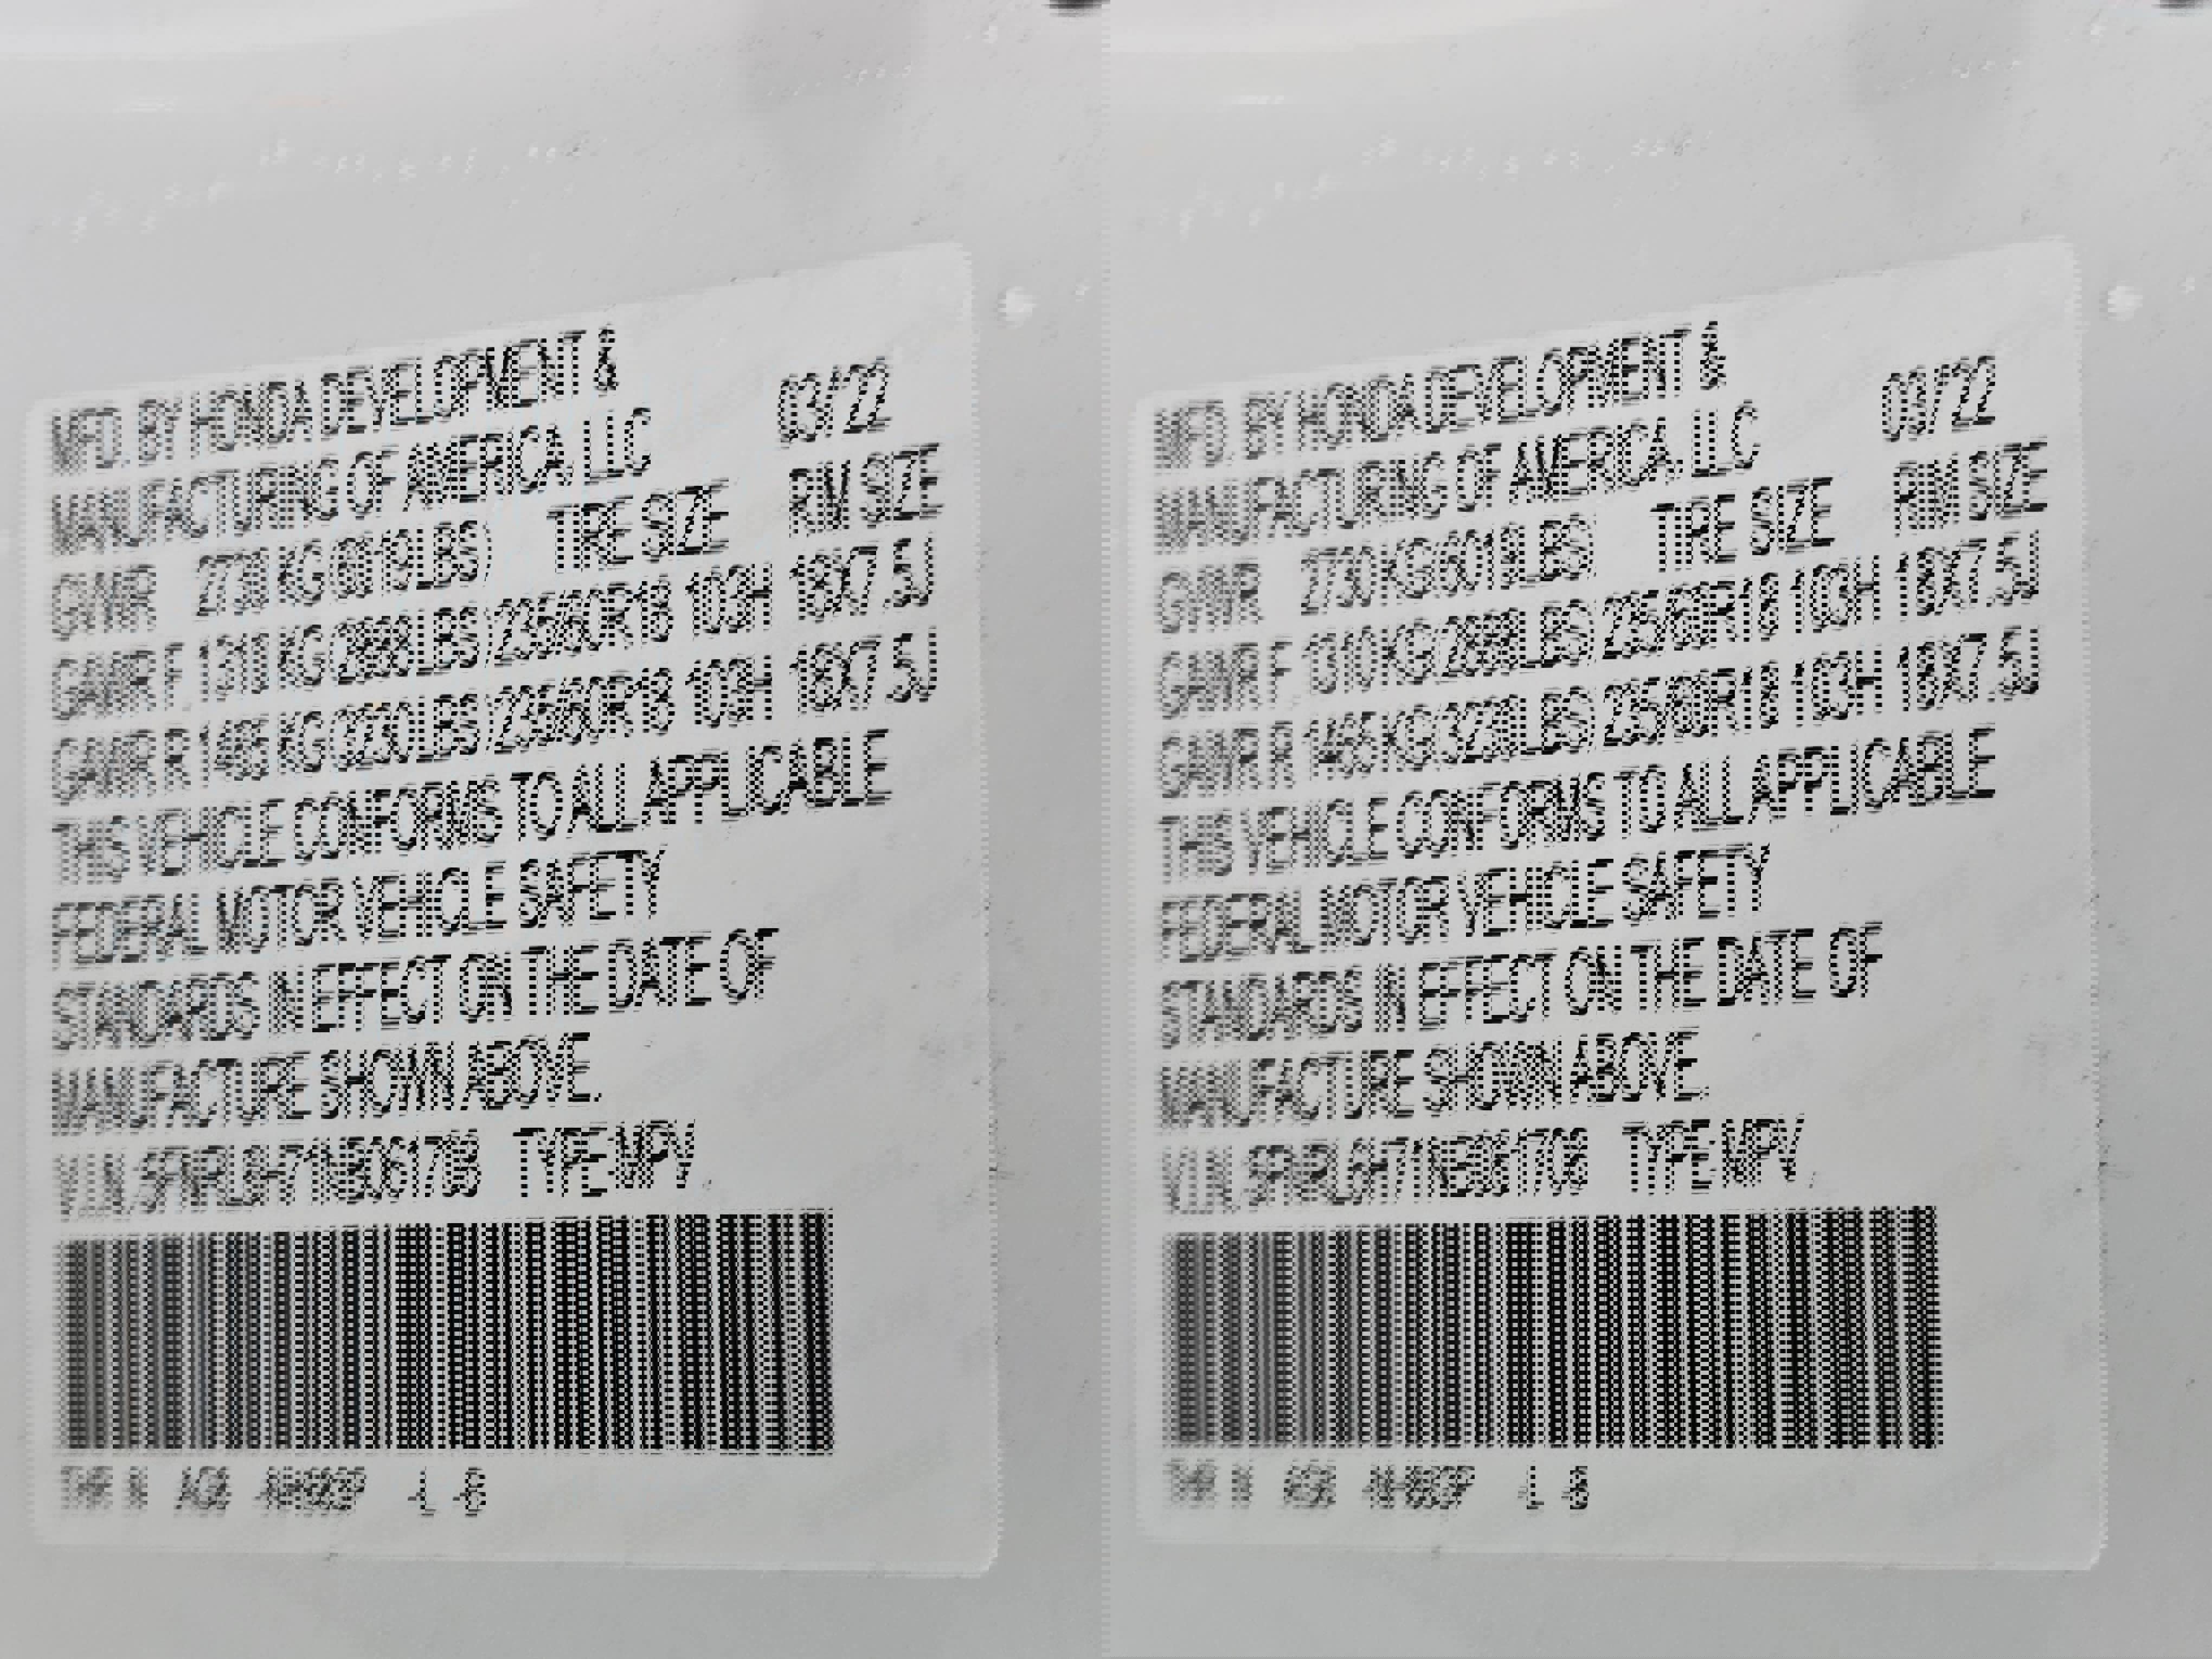 MFD. BY HONDA DEVELOPMENT &
MANUFACTURING OF AMERICA, LLC 03/22
GVWR 2730 KG(6019LBS) TIRE SIZE RIM SIZE
GAWR F 1310 KG(2888LBS) 235/60R18 103H 18X7.5J
GAWR R 1465 KG(3230LBS) 235/60R18 103H 18X7.5J
THIS VEHICLE CONFORMS TO ALL APPLICABLE
FEDERAL MOTOR VEHICLE SAFETY
STANDARDS IN EFFECT ON THE DATE OF
MANUFACTURE SHOWN ABOVE.
V.I.N.:5FNRL6H71NB061708 TYPE:MPV
-L -B
MFD. BY HONDA DEVELOPMENT &
MANUFACTURING OF AMERICA, LLC 03/22
GVWR 2730 KG(6019LBS) TIRE SIZE RIM SIZE
GAWR F 1310 KG(2888LBS) 235/60R18 103H 18X7.5J
GAWR R 1465 KG(3230LBS) 235/60R18 103H 18X7.5J
THIS VEHICLE CONFORMS TO ALL APPLICABLE
FEDERAL MOTOR VEHICLE SAFETY
STANDARDS IN EFFECT ON THE DATE OF
MANUFACTURE SHOWN ABOVE.
V.I.N.:5FNRL6H71NB061708 TYPE:MPV
-L -B